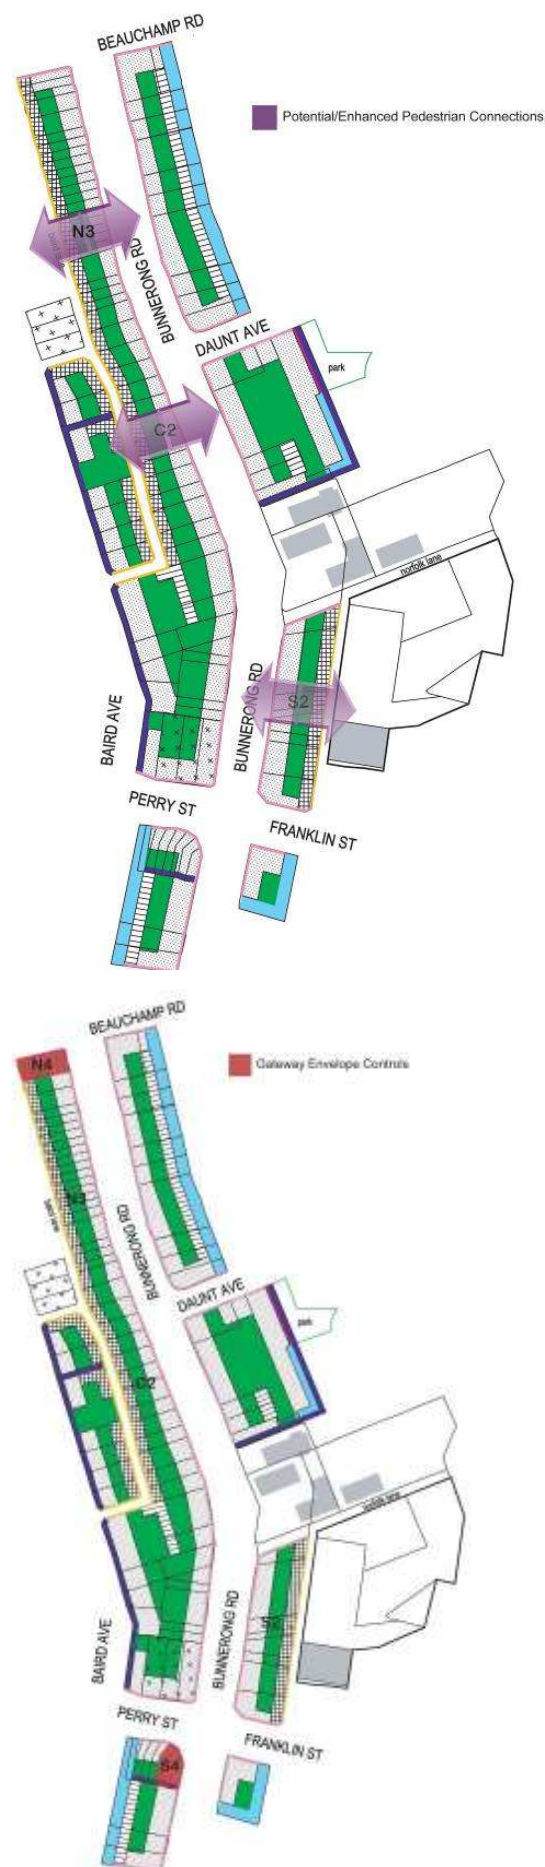 BEAUCHAMP RD
Potential/Enhanced Pedestrian Connections
N3
BUNNERONG RD
DAUNT AVE
park
C2
norfolk lane
BUNNERONG RD
S2
BAIRD AVE
PERRY ST
FRANKLIN ST
BEAUCHAMP RD
N4
Gateway Envelope Controls
N3
BUNNERONG RD
DAUNT AVE
park
C2
norfolk lane
S2
BUNNERONG RD
BAIRD AVE
PERRY ST
S4
FRANKLIN ST